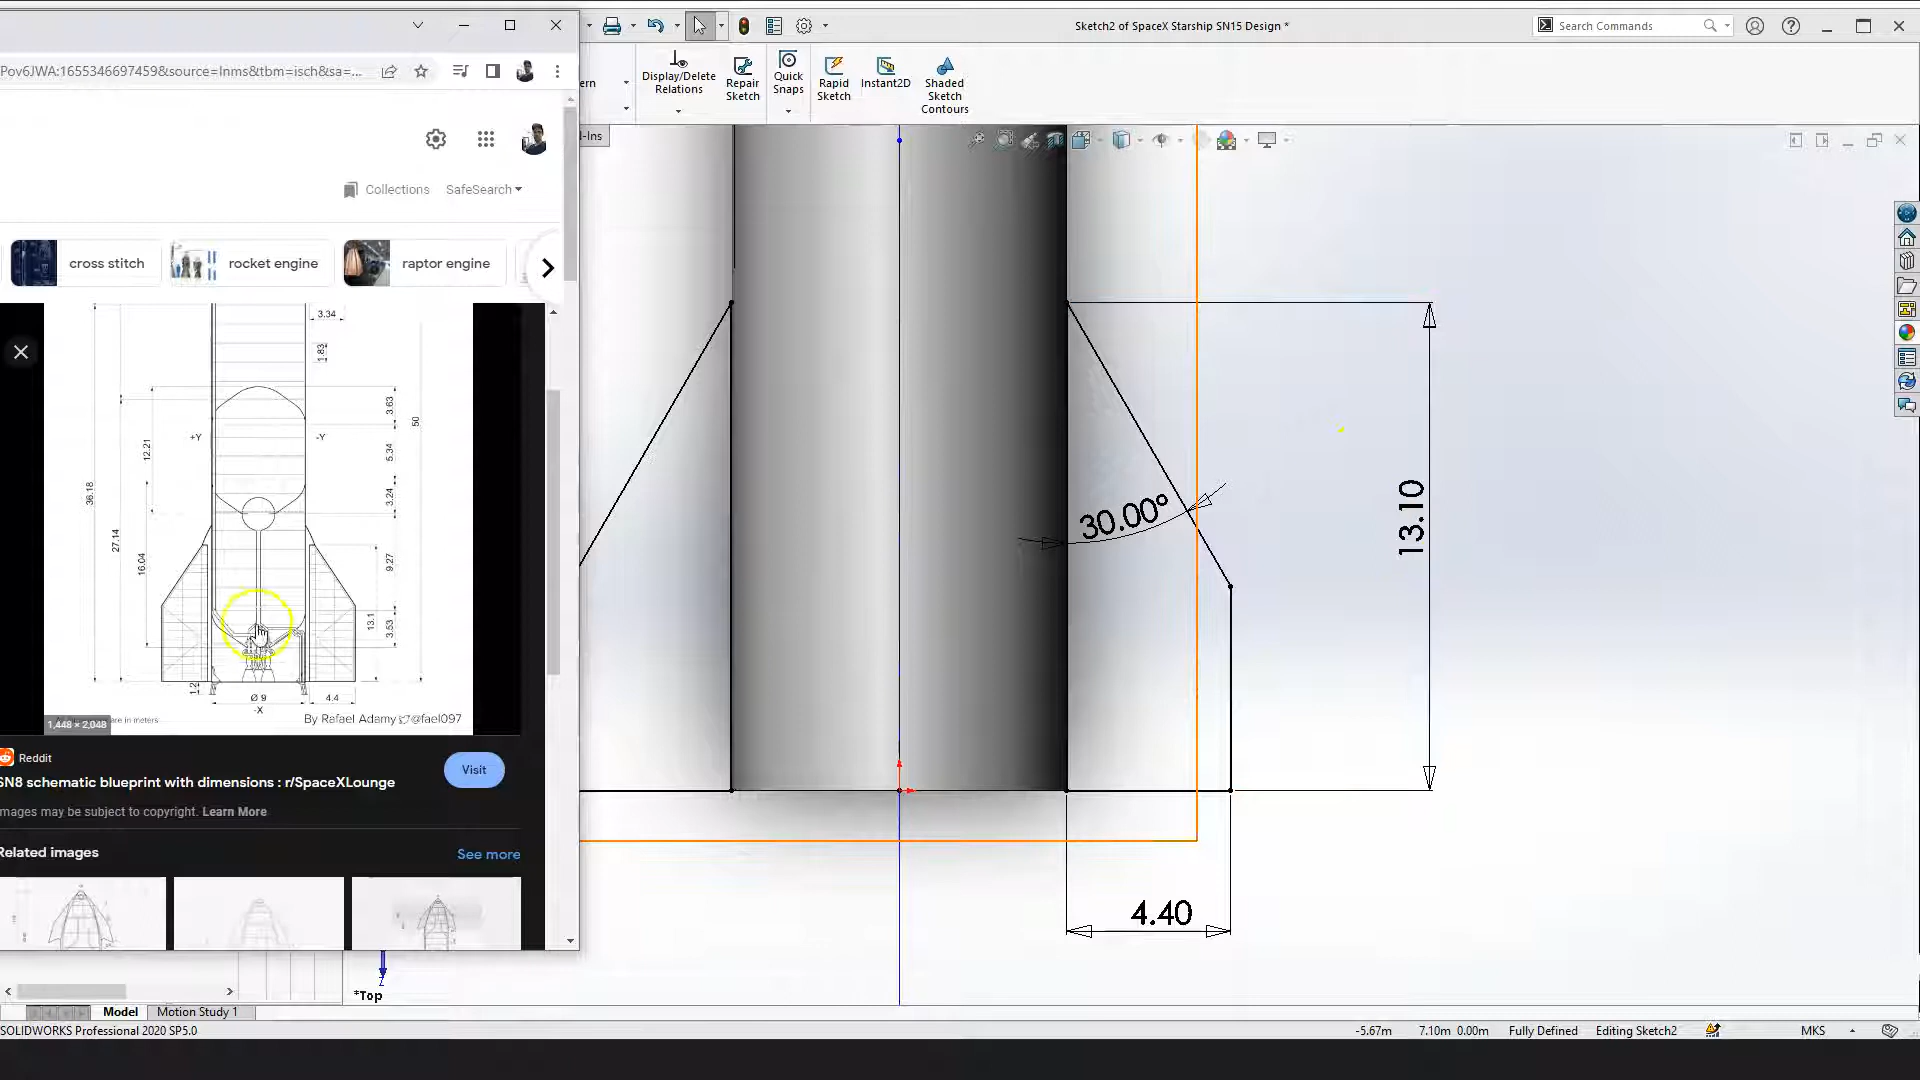 Sketch2 of SpaceX Starship SN15 Design *
Search Commands
Pov6JWA:1655346697459&source=lnms&tbm=isch&sa=...
ern
Display/Delete
Relations
Repair
Sketch
Quick
Snaps
Rapid
Sketch
Instant2D
Shaded
Sketch
Contours
-Ins
Collections
SafeSearch
cross stitch
rocket engine
raptor engine
3.34
1.83
3.63
50
+Y
-Y
12.21
5.34
36.18
3.24
27.14
16.04
9.27
13.1
3.53
1.2
Ø 9
4.4
-X
By Rafael Adamy @fael097
1,448 × 2,048
are in meters
Reddit
SN8 schematic blueprint with dimensions : r/SpaceXLounge
Visit
mages may be subject to copyright. Learn More
Related images
See more
30.00°
13.10
4.40
Z
*Top
Model
Motion Study 1
SOLIDWORKS Professional 2020 SP5.0
-5.67m
7.10m
0.00m
Fully Defined
Editing Sketch2
MKS